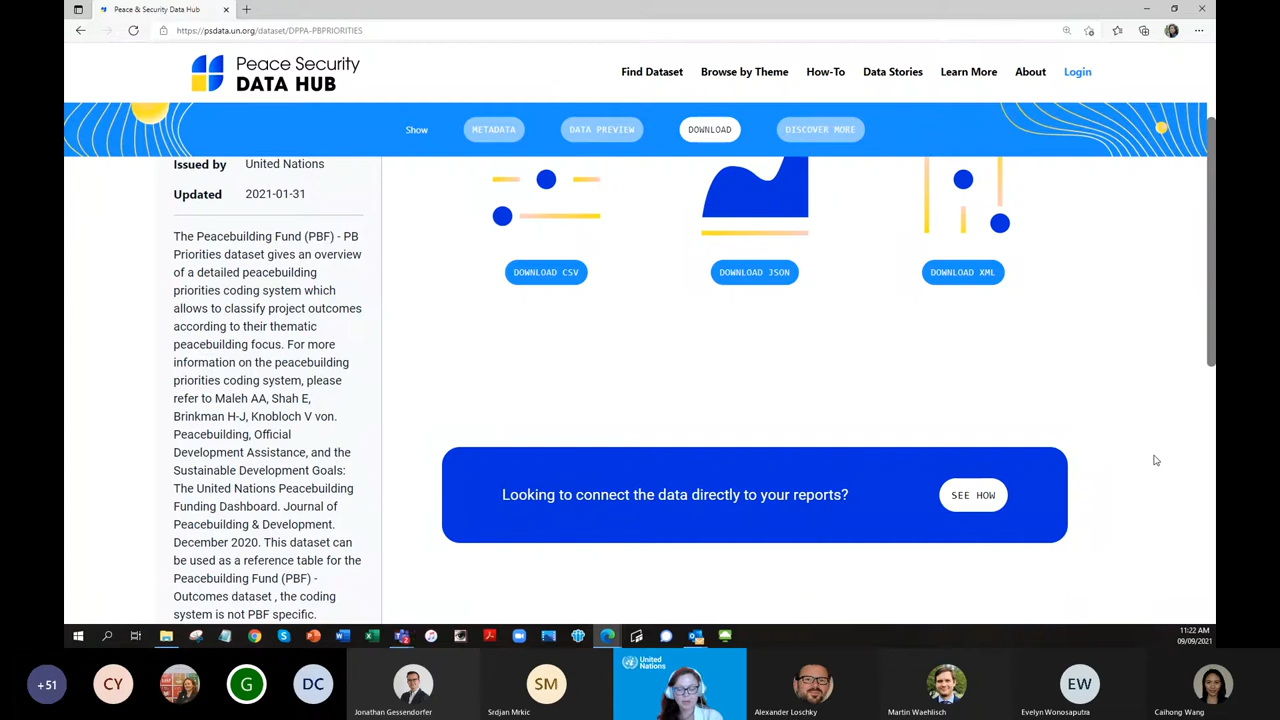 Peace & Security Data Hub
https://psdata.un.org/dataset/DPPA-PBPRIORITIES
Peace Security
DATA HUB
Find Dataset
Browse by Theme
How-To
Data Stories
Learn More
About
Login
Show
METADATA
DATA PREVIEW
DOWNLOAD
DISCOVER MORE
Issued by United Nations
Updated 2021-01-31
The Peacebuilding Fund (PBF) - PB
Priorities dataset gives an overview
of a detailed peacebuilding
priorities coding system which
allows to classify project outcomes
according to their thematic
peacebuilding focus. For more
information on the peacebuilding
priorities coding system, please
refer to Maleh AA, Shah E,
Brinkman H-J, Knobloch V von.
Peacebuilding, Official
Development Assistance, and the
Sustainable Development Goals:
The United Nations Peacebuilding
Funding Dashboard. Journal of
Peacebuilding & Development.
December 2020. This dataset can
be used as a reference table for the
Peacebuilding Fund (PBF) -
Outcomes dataset , the coding
system is not PBF specific.
DOWNLOAD CSV
DOWNLOAD JSON
DOWNLOAD XML
Looking to connect the data directly to your reports?
SEE HOW
11:22 AM
09/09/2021
+51
CY
G
DC
Jonathan Gessendorfer
SM
Srdjan Mrkic
United
Nations
Alexander Loschky
Martin Waehlisch
EW
Evelyn Wonosaputra
Caihong Wang